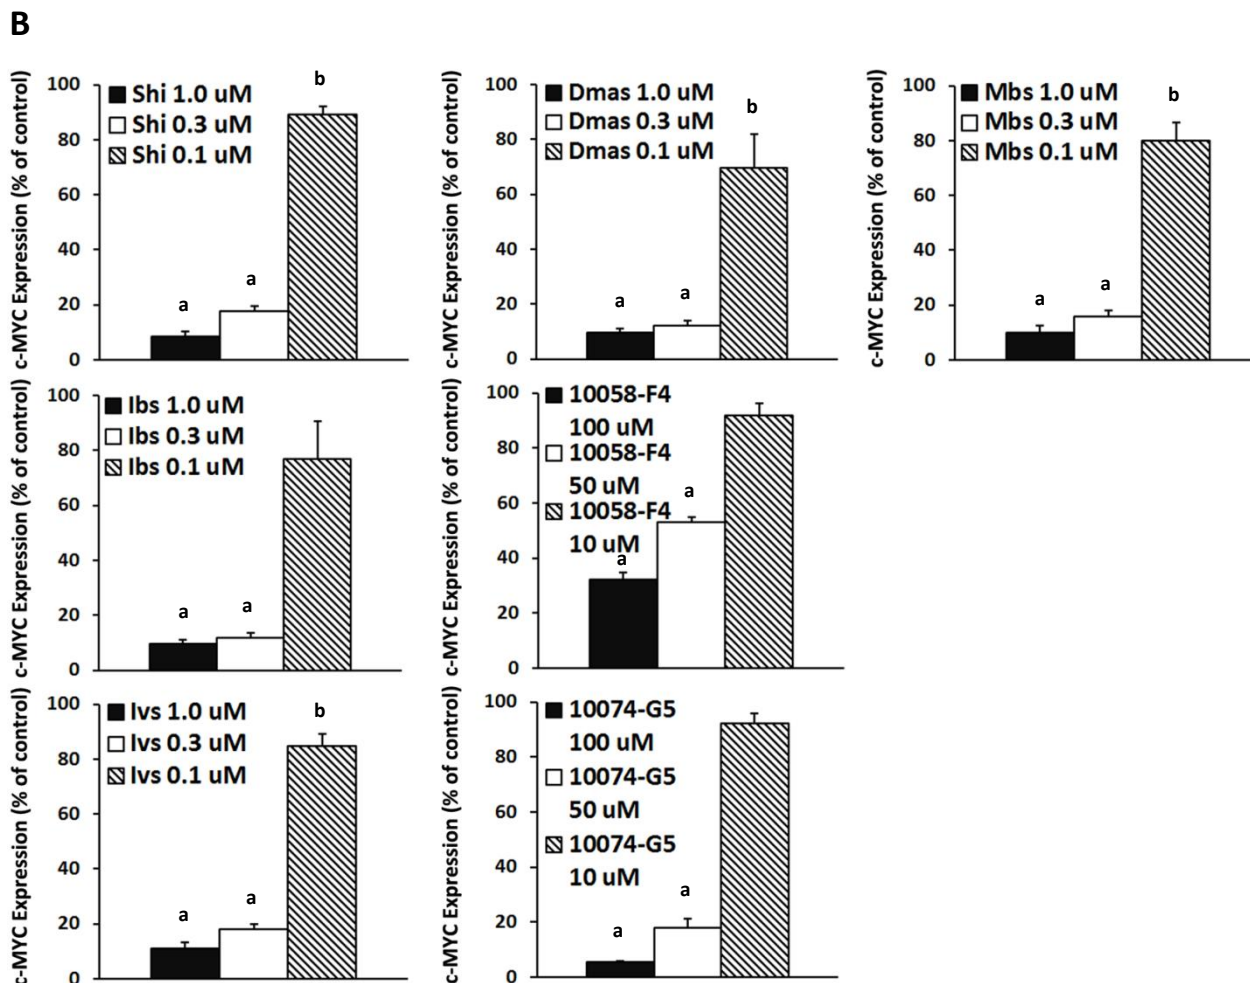 B
c-MYC Expression (% of control)
100
80
60
40
20
0
Shi 1.0 uM
Shi 0.3 uM
Shi 0.1 uM
a
a
b
c-MYC Expression (% of control)
100
80
60
40
20
0
Dmas 1.0 uM
Dmas 0.3 uM
Dmas 0.1 uM
a
a
b
c-MYC Expression (% of control)
100
80
60
40
20
0
Mbs 1.0 uM
Mbs 0.3 uM
Mbs 0.1 uM
a
a
b
c-MYC Expression (% of control)
100
80
60
40
20
0
Ibs 1.0 uM
Ibs 0.3 uM
Ibs 0.1 uM
a
a
c-MYC Expression (% of control)
100
80
60
40
20
0
10058-F4
100 uM
10058-F4
50 uM
10058-F4
10 uM
a
a
c-MYC Expression (% of control)
100
80
60
40
20
0
Ivs 1.0 uM
Ivs 0.3 uM
Ivs 0.1 uM
a
a
b
c-MYC Expression (% of control)
100
80
60
40
20
0
10074-G5
100 uM
10074-G5
50 uM
10074-G5
10 uM
a
a